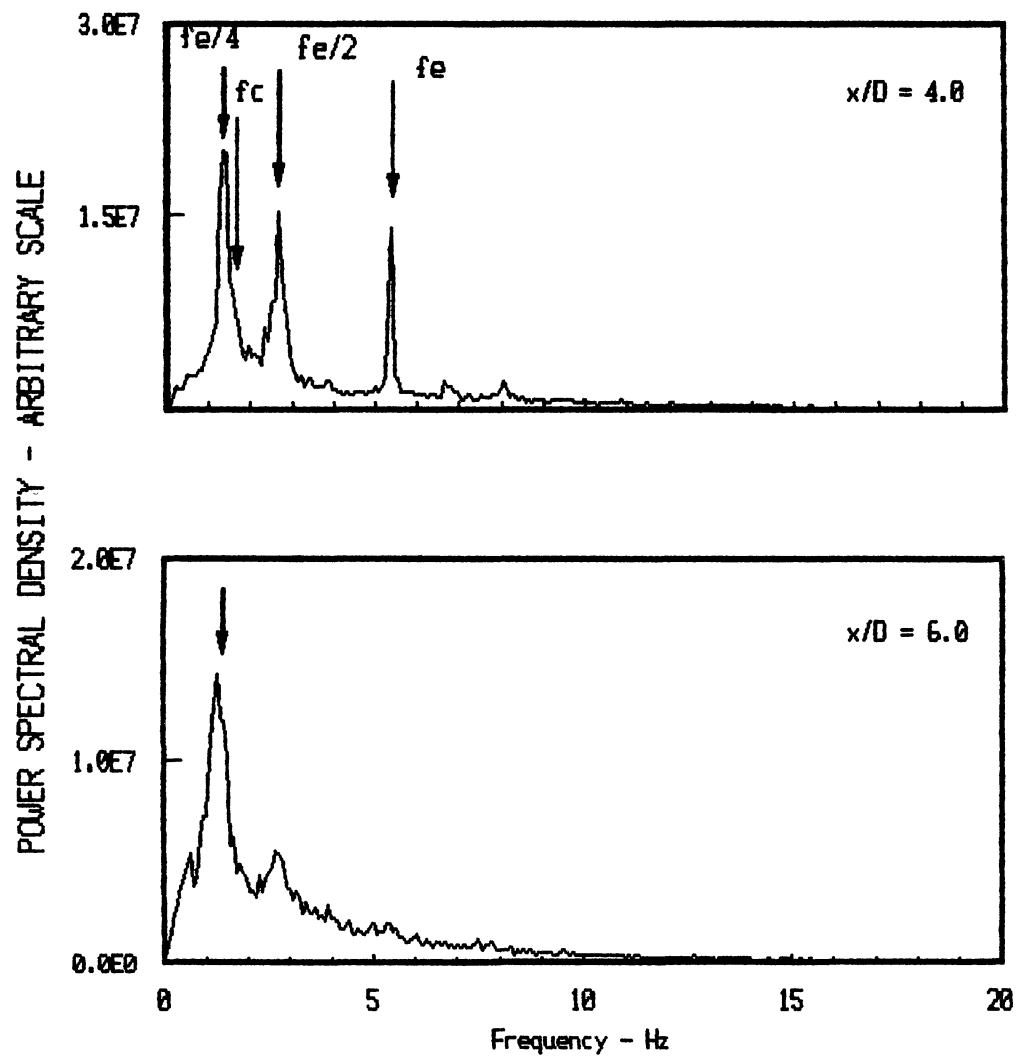 POWER SPECTRAL DENSITY - ARBITRARY SCALE
3.0E7
fe/4
fe/2
fe
fc
x/D = 4.0
1.5E7
2.0E7
x/D = 6.0
1.0E7
0.0E0
0 5 10 15 20
Frequency - Hz